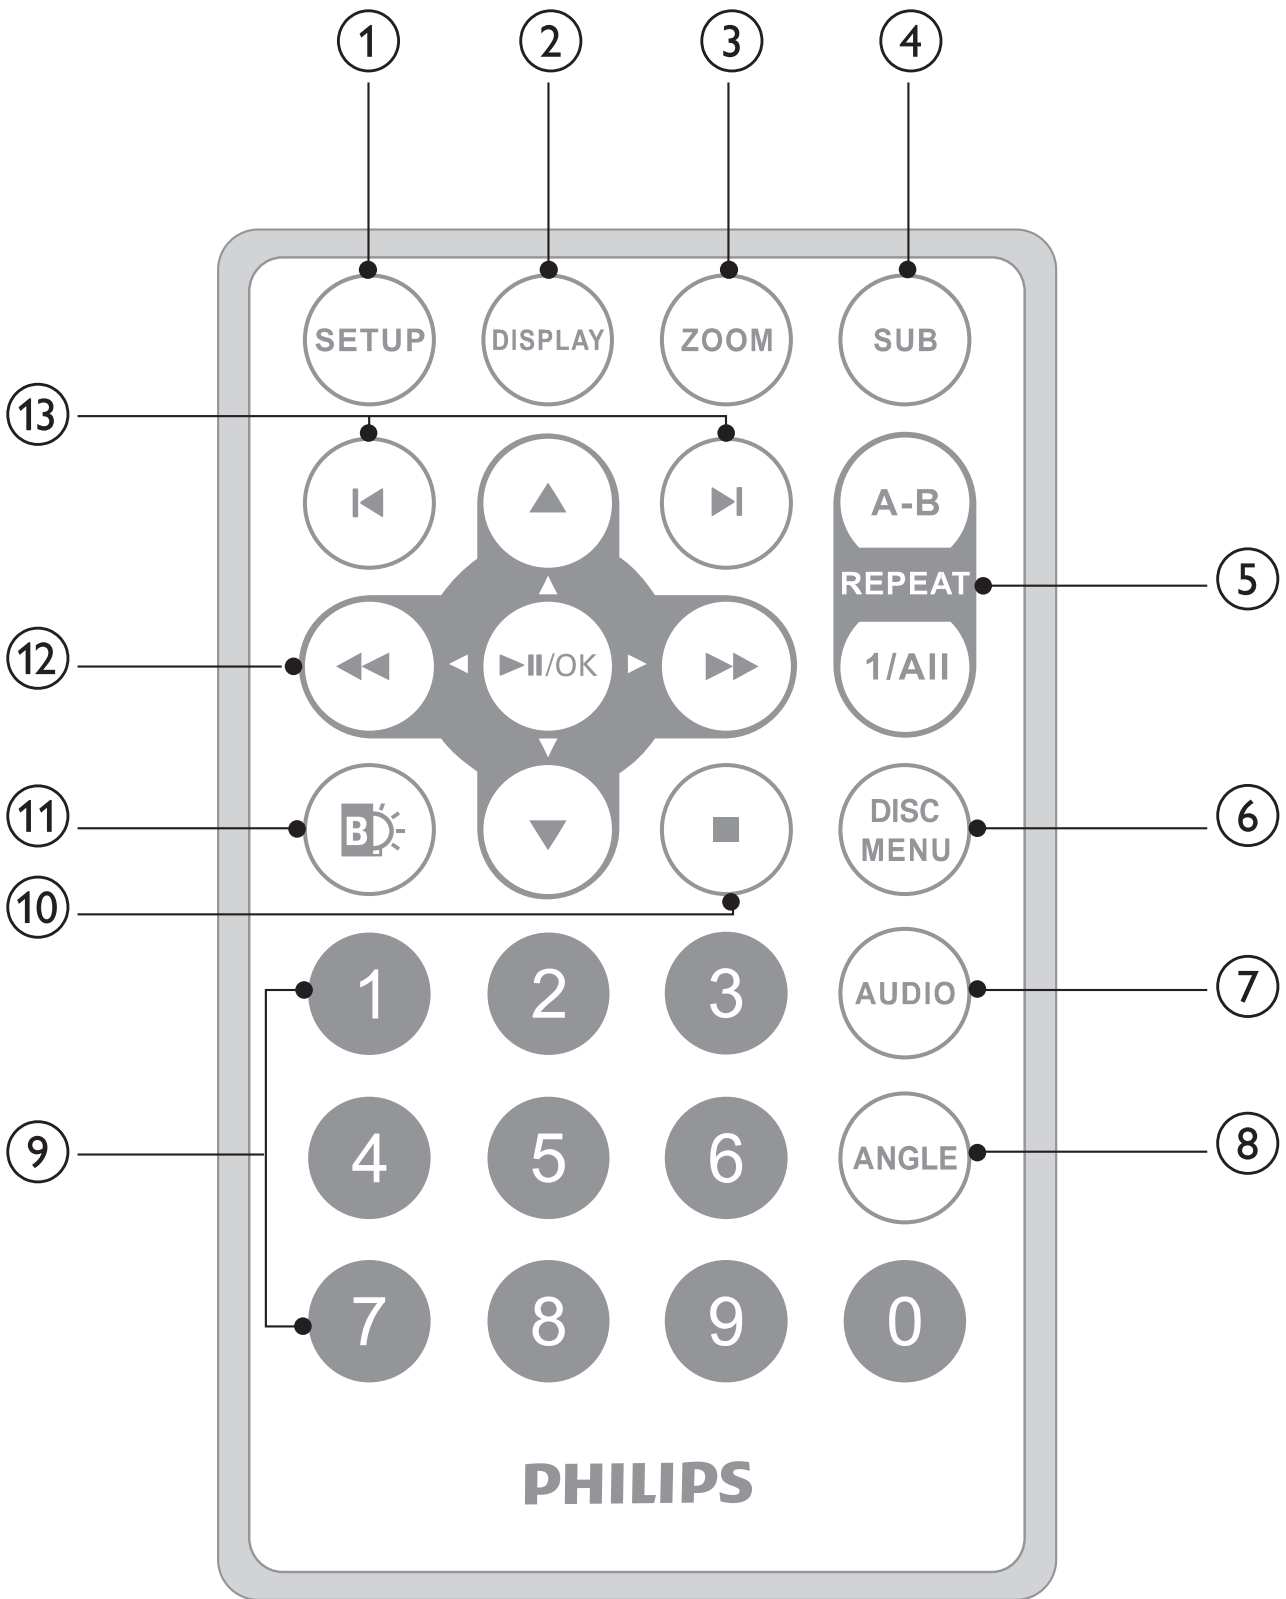 1 2 3 4
SETUP DISPLAY ZOOM SUB
13
A-B
REPEAT
5
12
/OK
1/All
11
B
DISC
MENU
6
10
1 2 3
AUDIO
7
9
4 5 6
ANGLE
8
7 8 9 0
PHILIPS